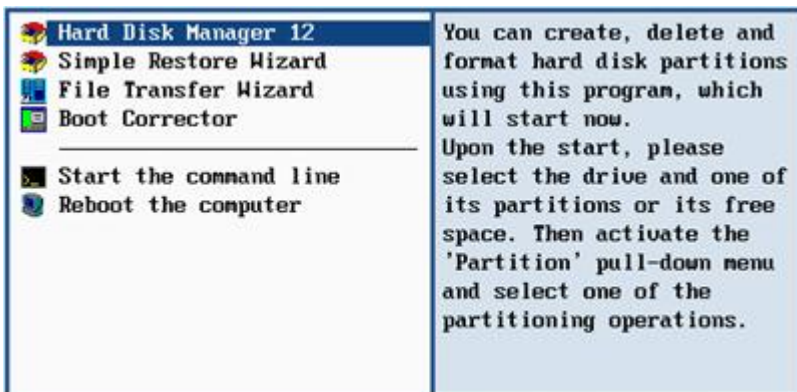 Hard Disk Manager 12
Simple Restore Wizard
File Transfer Wizard
Boot Corrector
Start the command line
Reboot the computer
You can create, delete and
format hard disk partitions
using this program, which
will start now.
Upon the start, please
select the drive and one of
its partitions or its free
space. Then activate the
'Partition' pull-down menu
and select one of the
partitioning operations.